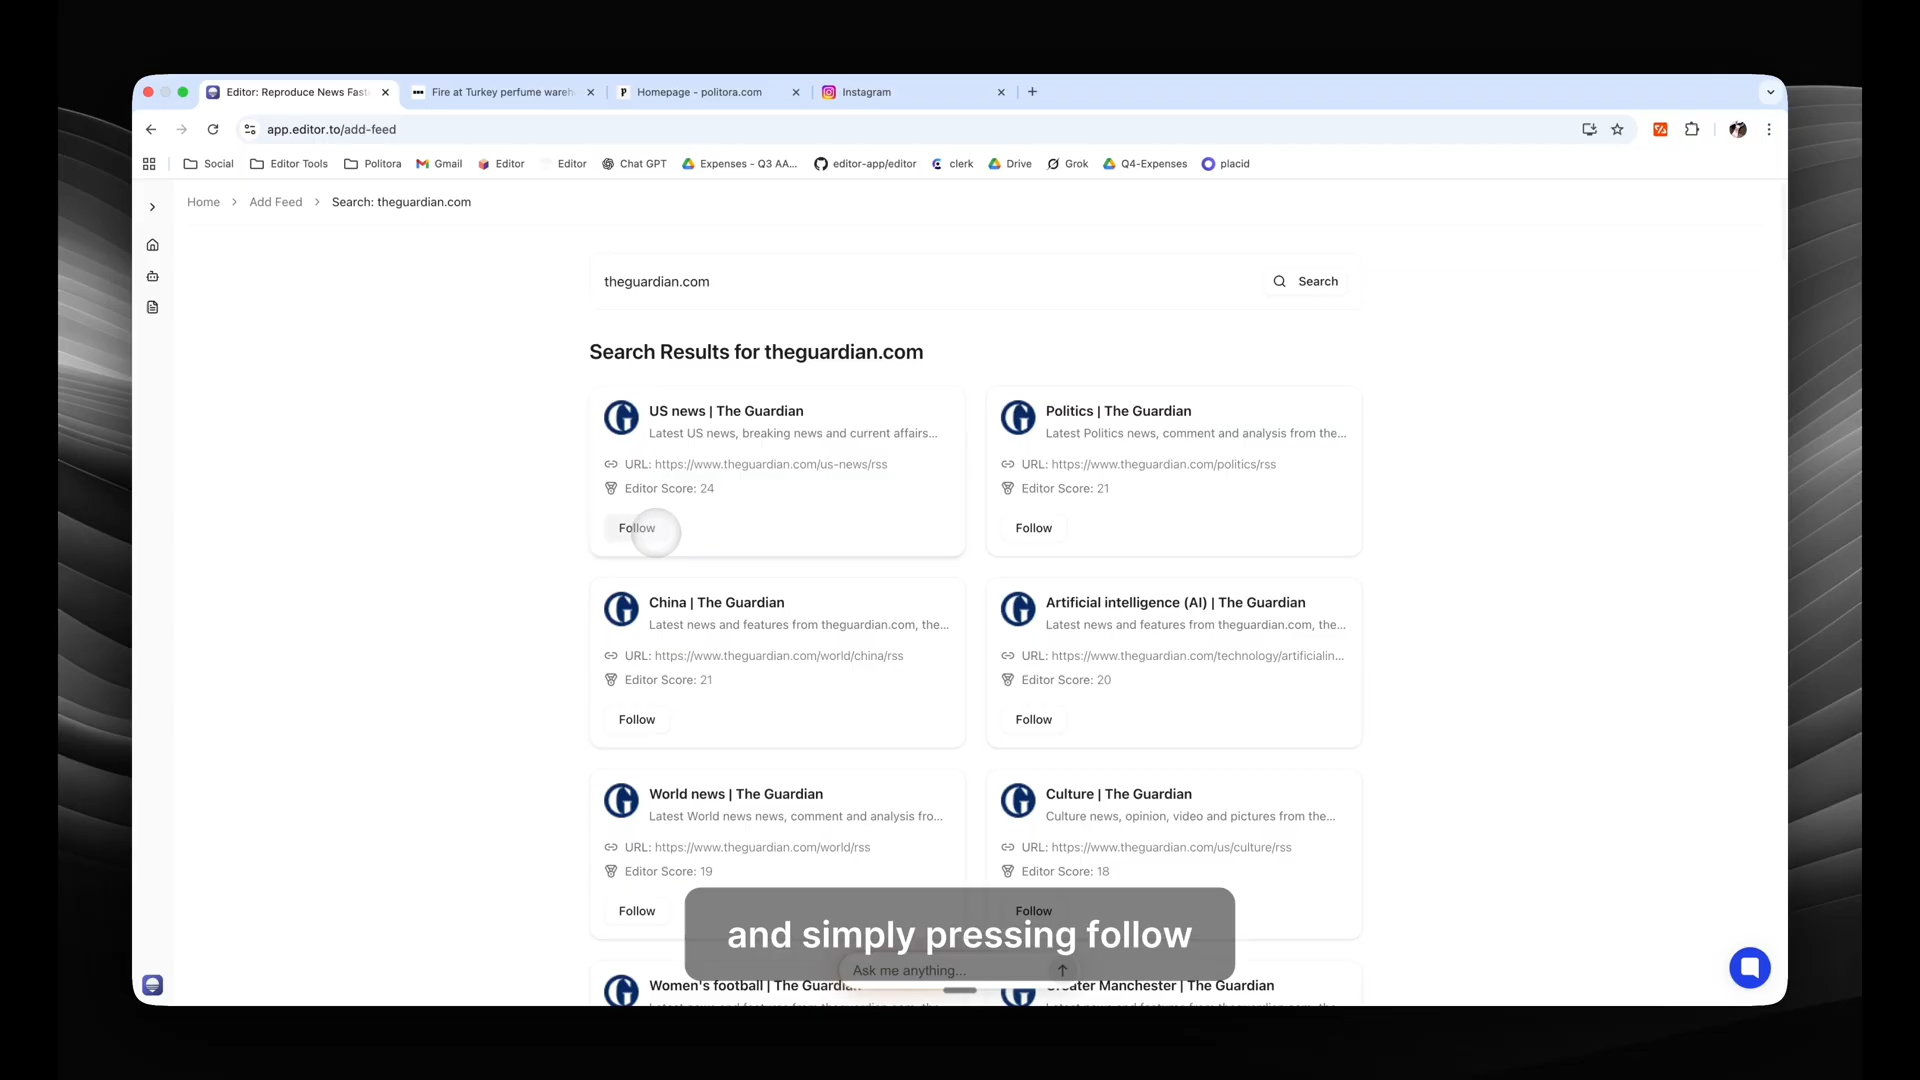 Editor: Reproduce News Fast
Fire at Turkey perfume wareh
Homepage - politora.com
Instagram
app.editor.to/add-feed
Social
Editor Tools
Politora
Gmail
Editor
Editor
Chat GPT
Expenses - Q3 AA...
editor-app/editor
clerk
Drive
Grok
Q4-Expenses
placid
Home > Add Feed > Search: theguardian.com
theguardian.com
Search
Search Results for theguardian.com
US news | The Guardian
Latest US news, breaking news and current affairs...
URL: https://www.theguardian.com/us-news/rss
Editor Score: 24
Follow
Politics | The Guardian
Latest Politics news, comment and analysis from the...
URL: https://www.theguardian.com/politics/rss
Editor Score: 21
Follow
China | The Guardian
Latest news and features from theguardian.com, the...
URL: https://www.theguardian.com/world/china/rss
Editor Score: 21
Follow
Artificial intelligence (AI) | The Guardian
Latest news and features from theguardian.com, the...
URL: https://www.theguardian.com/technology/artificialin...
Editor Score: 20
Follow
World news | The Guardian
Latest World news news, comment and analysis fro...
URL: https://www.theguardian.com/world/rss
Editor Score: 19
Follow
Culture | The Guardian
Culture news, opinion, video and pictures from the...
URL: https://www.theguardian.com/us/culture/rss
Editor Score: 18
Follow
and simply pressing follow
Ask me anything...
Women's football | The Guardian
Greater Manchester | The Guardian